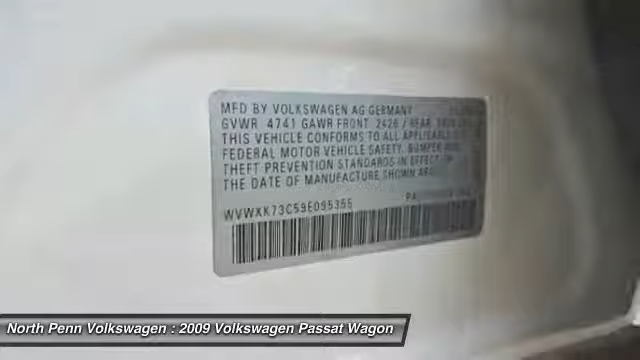 MFD BY VOLKSWAGEN AG GERMANY
GVWR 4741 GAWR FRONT 2426 / REAR
THIS VEHICLE CONFORMS TO ALL APPLICABLE
FEDERAL MOTOR VEHICLE SAFETY, BUMPER AND
THEFT PREVENTION STANDARDS IN EFFECT
THE DATE OF MANUFACTURE SHOWN
WVWXK73C59E095355
North Penn Volkswagen : 2009 Volkswagen Passat Wagon